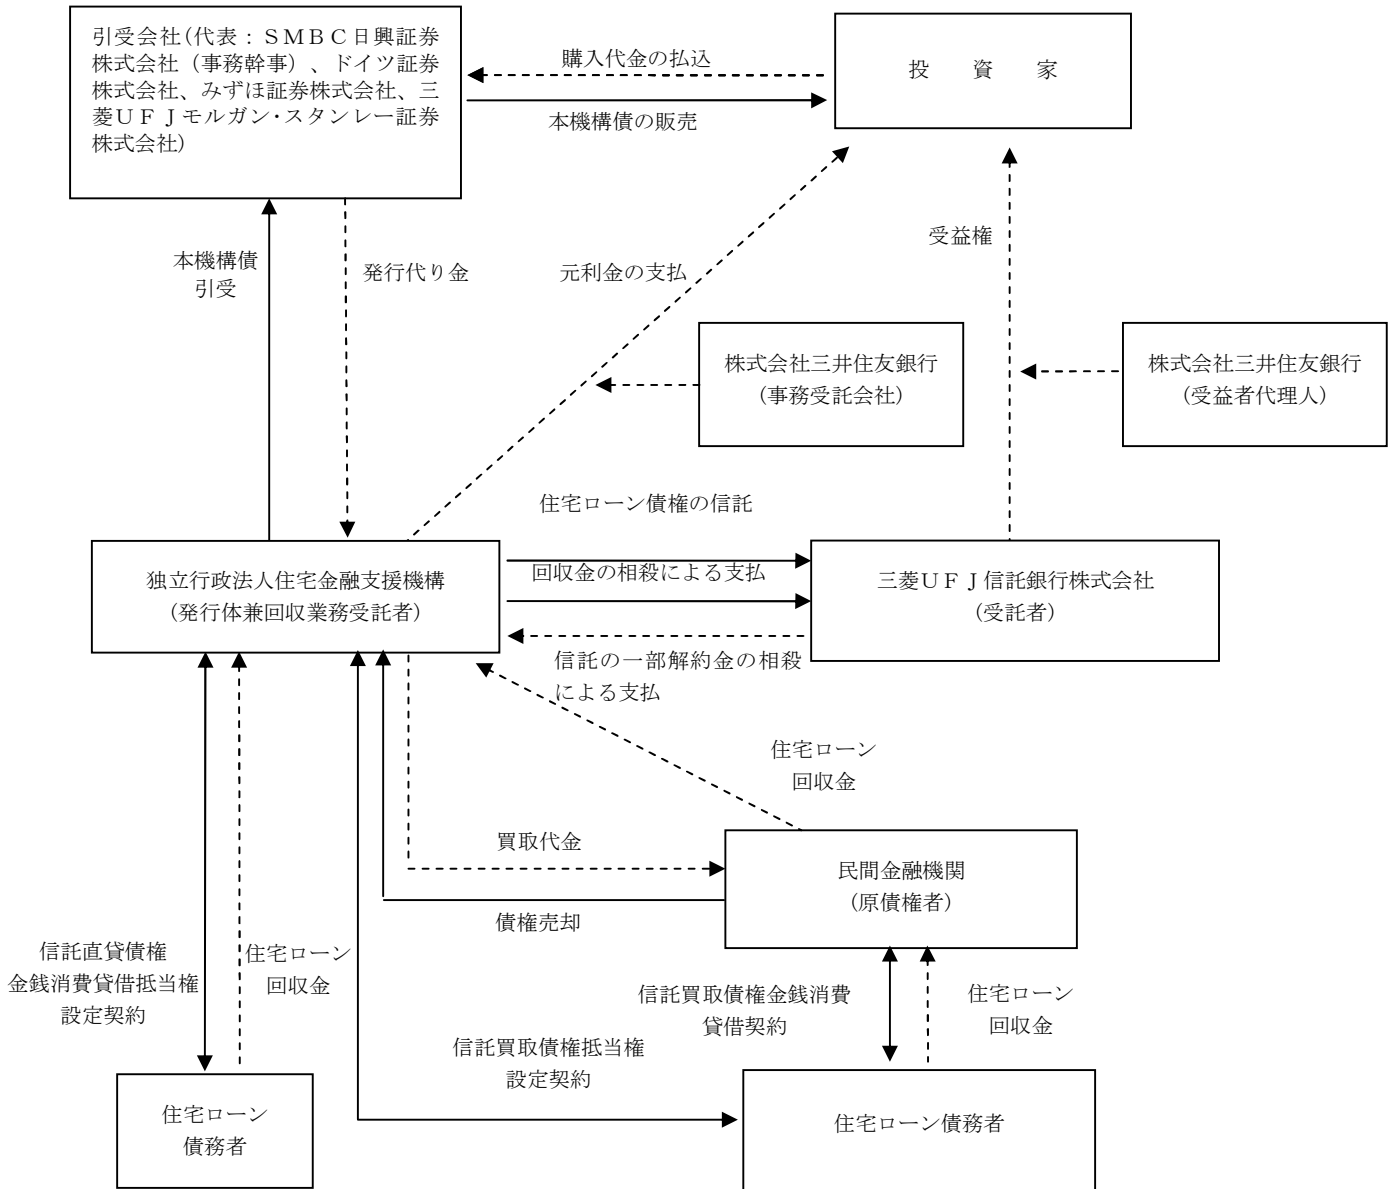 引受会社(代表：ＳＭＢＣ日興証券
株式会社（事務幹事）、ドイツ証券
株式会社、みずほ証券株式会社、三
菱ＵＦＪモルガン・スタンレー証券
株式会社)
購入代金の払込
本機構債の販売
投　資　家
本機構債
引受
発行代り金
元利金の支払
受益権
株式会社三井住友銀行
（事務受託会社）
株式会社三井住友銀行
（受益者代理人）
住宅ローン債権の信託
独立行政法人住宅金融支援機構
（発行体兼回収業務受託者）
回収金の相殺による支払
三菱ＵＦＪ信託銀行株式会社
（受託者）
信託の一部解約金の相殺
による支払
住宅ローン
回収金
買取代金
民間金融機関
（原債権者）
債権売却
信託直貸債権
金銭消費貸借抵当権
設定契約
住宅ローン
回収金
信託買取債権金銭消費
貸借契約
住宅ローン
回収金
信託買取債権抵当権
設定契約
住宅ローン
債務者
住宅ローン債務者